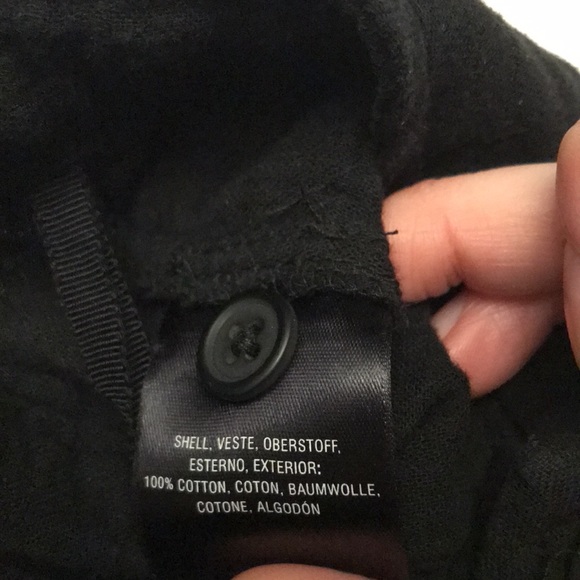 SHELL, VESTE, OBERSTOFF,
ESTERNO, EXTERIOR:
100% COTTON, COTON, BAUMWOLLE,
COTONE, ALGODÓN